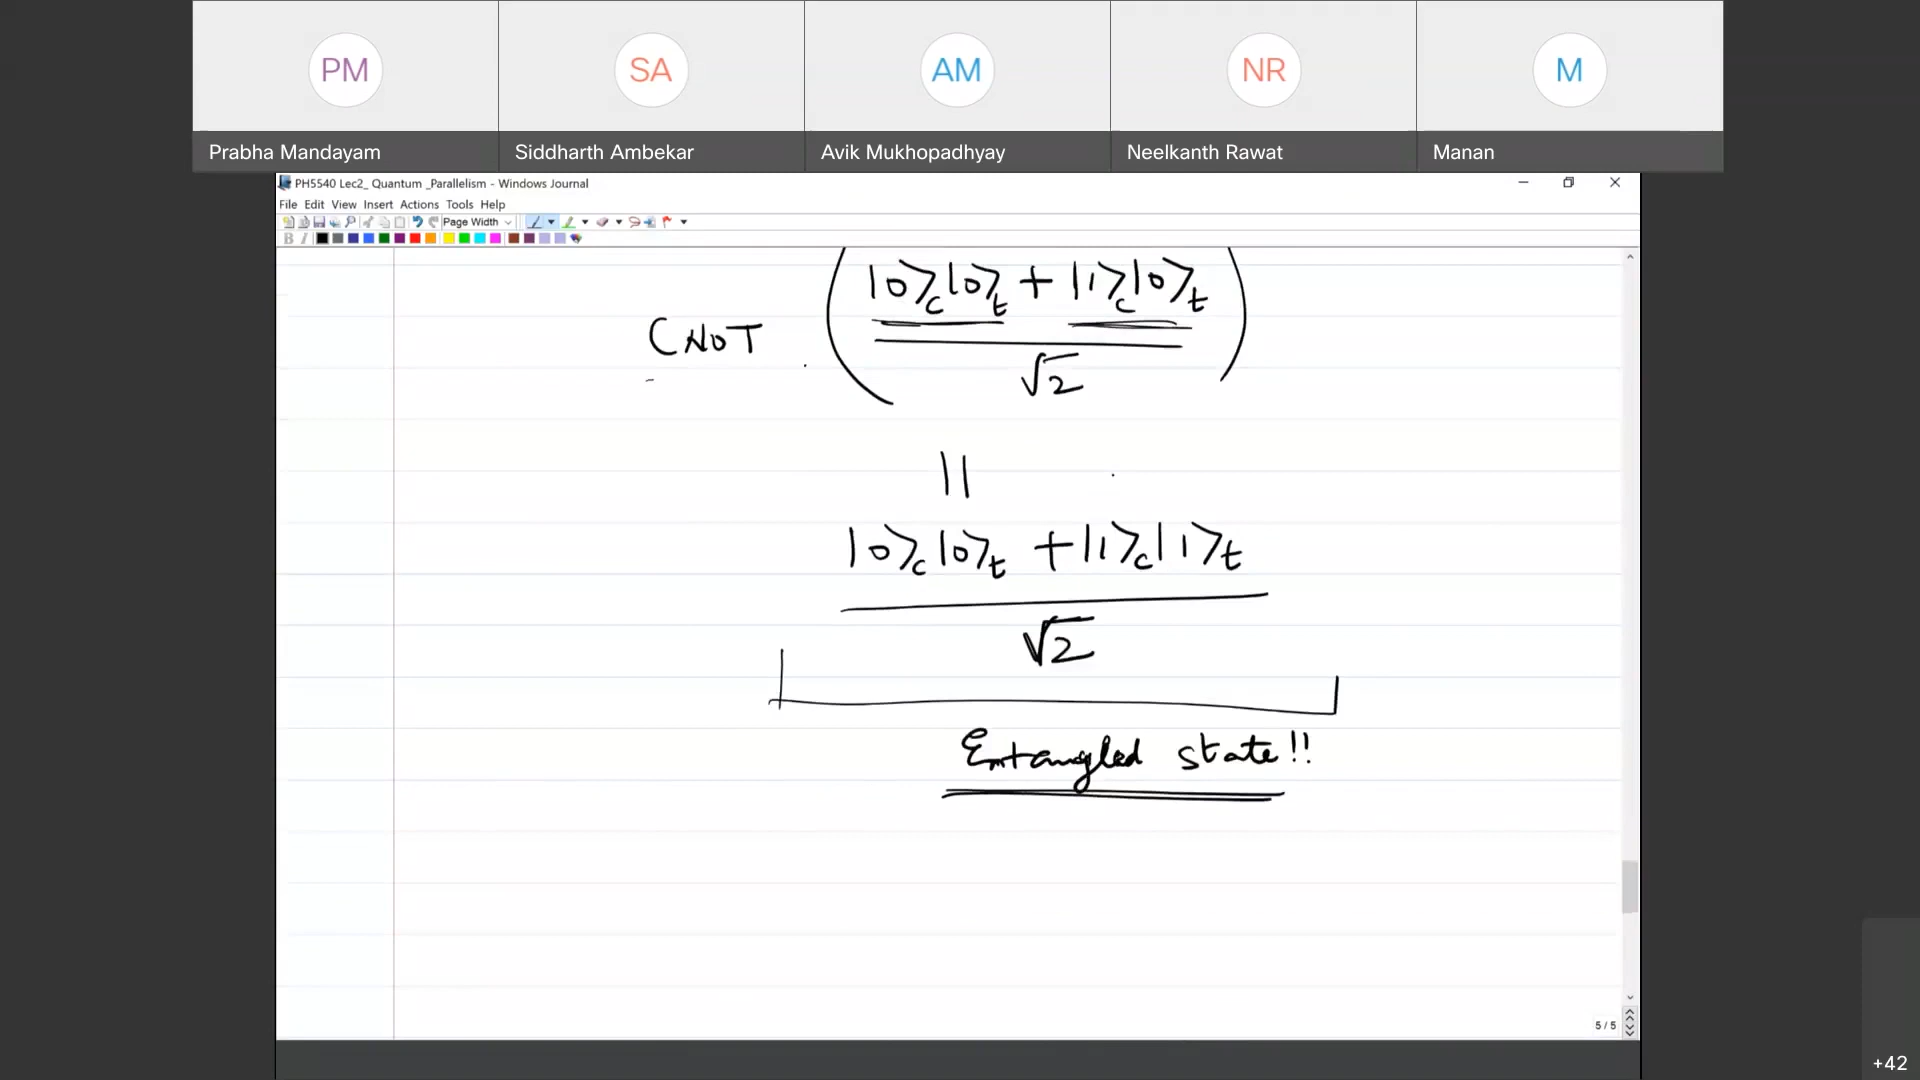 PM SA AM NR M
Prabha Mandayam Siddharth Ambekar Avik Mukhopadhyay Neelkanth Rawat Manan
PH5540 Lec2_ Quantum _Parallelism - Windows Journal
File Edit View Insert Actions Tools Help
Page Width
B I
|0⟩c|0⟩t + |1⟩c|0⟩t
CNOT
√2
||
|0⟩c|0⟩t + |1⟩c|1⟩t
√2
Entangled state!!
5 / 5
+42